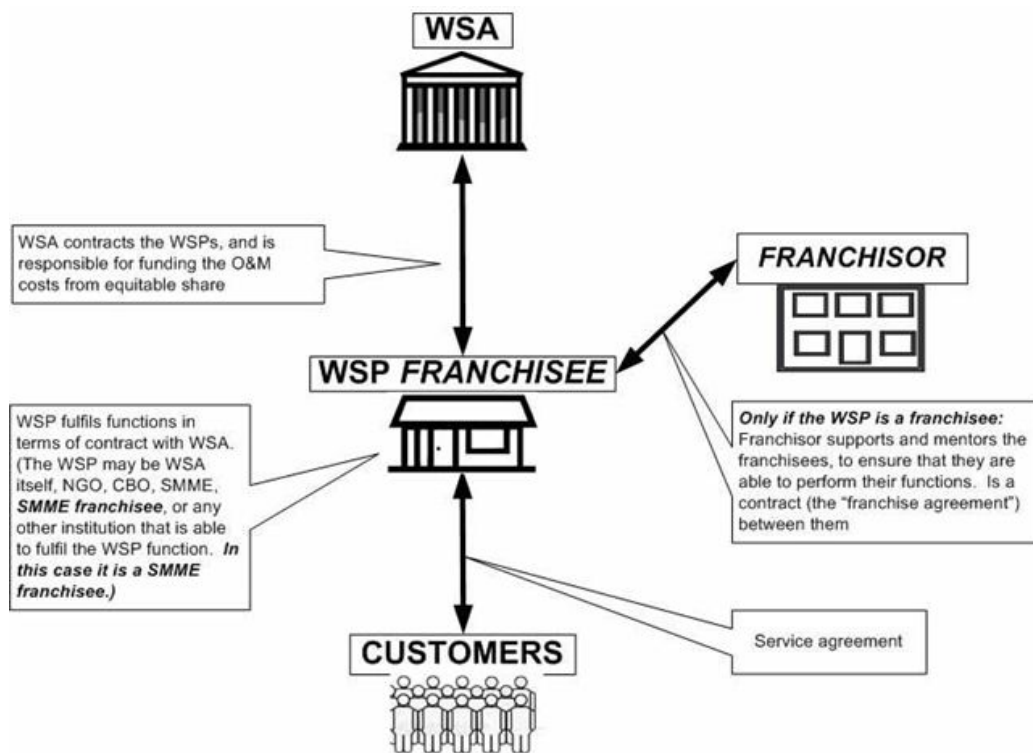 WSA
WSA contracts the WSPs, and is
responsible for funding the O&M
costs from equitable share
FRANCHISOR
WSP FRANCHISEE
WSP fulfils functions in
terms of contract with WSA.
(The WSP may be WSA
itself, NGO, CBO, SMME,
SMME franchisee, or any
other institution that is able
to fulfil the WSP function. In
this case it is a SMME
franchisee.)
Only if the WSP is a franchisee:
Franchisor supports and mentors the
franchisees, to ensure that they are
able to perform their functions. Is a
contract (the “franchise agreement”)
between them
Service agreement
CUSTOMERS